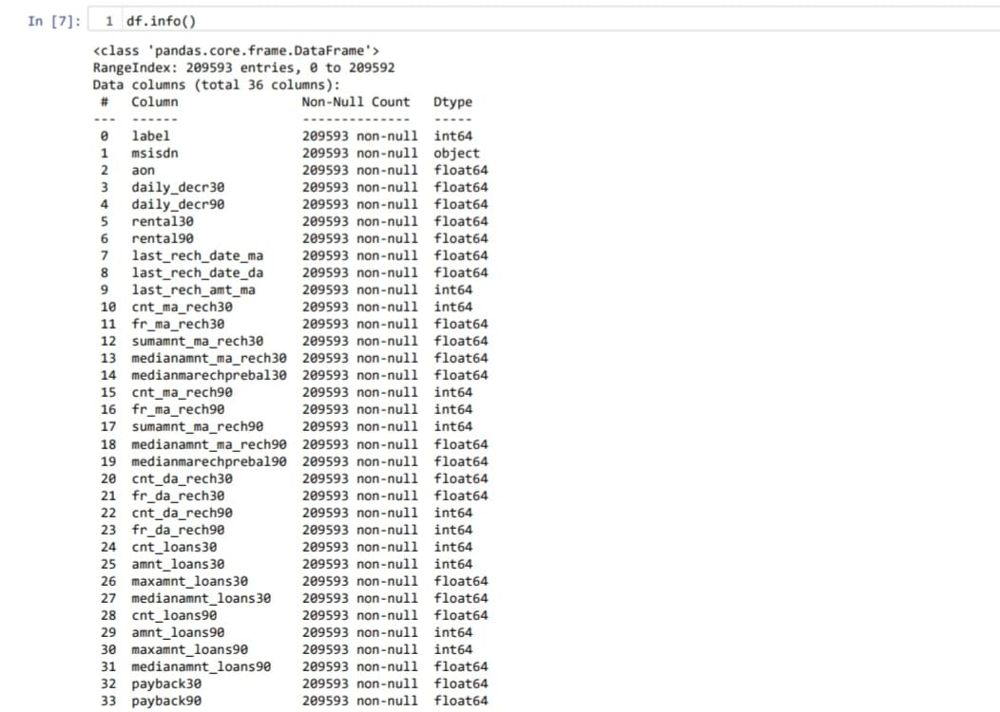 In [7]: 1 df.info()
<class 'pandas.core.frame.DataFrame'>
RangeIndex: 209593 entries, 0 to 209592
Data columns (total 36 columns):
 #   Column                Non-Null Count   Dtype
---  ------                --------------   -----
 0   label                 209593 non-null  int64
 1   msisdn                209593 non-null  object
 2   aon                   209593 non-null  float64
 3   daily_decr30          209593 non-null  float64
 4   daily_decr90          209593 non-null  float64
 5   rental30              209593 non-null  float64
 6   rental90              209593 non-null  float64
 7   last_rech_date_ma     209593 non-null  float64
 8   last_rech_date_da     209593 non-null  float64
 9   last_rech_amt_ma      209593 non-null  int64
 10  cnt_ma_rech30         209593 non-null  int64
 11  fr_ma_rech30          209593 non-null  float64
 12  sumamnt_ma_rech30     209593 non-null  float64
 13  medianamnt_ma_rech30  209593 non-null  float64
 14  medianmarechprebal30  209593 non-null  float64
 15  cnt_ma_rech90         209593 non-null  int64
 16  fr_ma_rech90          209593 non-null  int64
 17  sumamnt_ma_rech90     209593 non-null  int64
 18  medianamnt_ma_rech90  209593 non-null  float64
 19  medianmarechprebal90  209593 non-null  float64
 20  cnt_da_rech30         209593 non-null  float64
 21  fr_da_rech30          209593 non-null  float64
 22  cnt_da_rech90         209593 non-null  int64
 23  fr_da_rech90          209593 non-null  int64
 24  cnt_loans30           209593 non-null  int64
 25  amnt_loans30          209593 non-null  int64
 26  maxamnt_loans30       209593 non-null  float64
 27  medianamnt_loans30    209593 non-null  float64
 28  cnt_loans90           209593 non-null  float64
 29  amnt_loans90          209593 non-null  int64
 30  maxamnt_loans90       209593 non-null  int64
 31  medianamnt_loans90    209593 non-null  float64
 32  payback30             209593 non-null  float64
 33  payback90             209593 non-null  float64